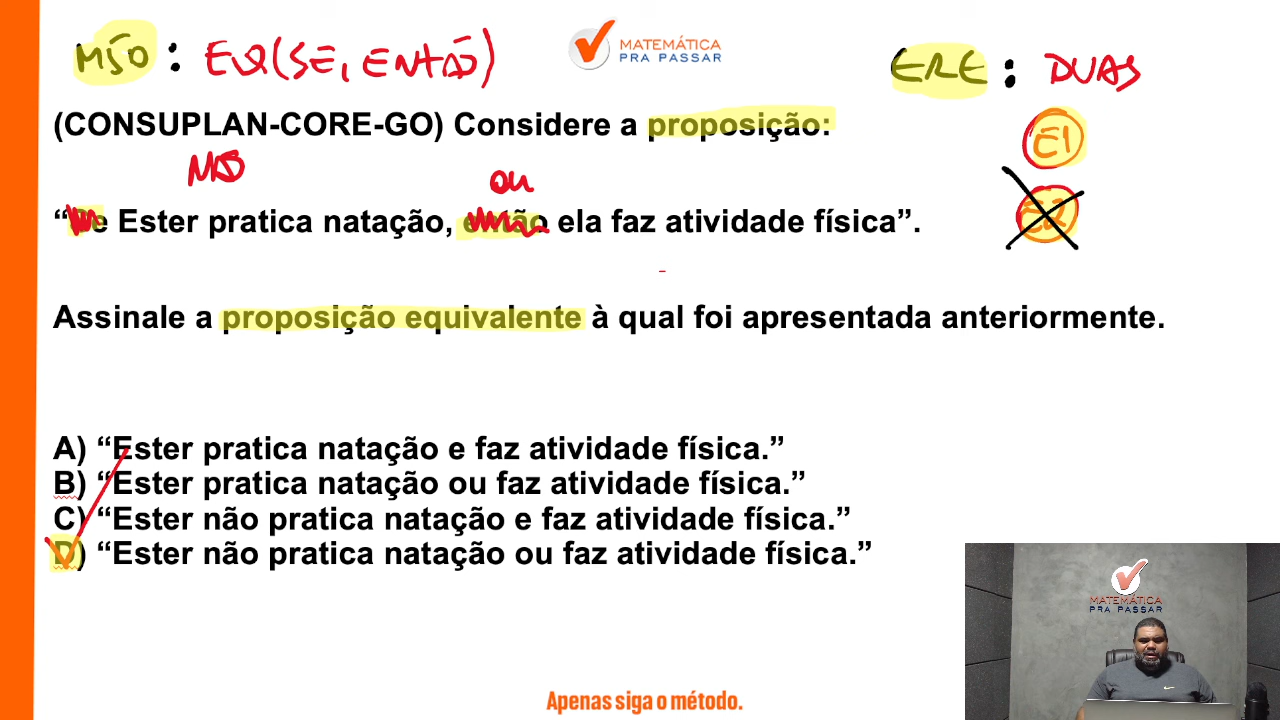 MSO : EQ(SE, ENTÃO)
MATEMÁTICA
PRA PASSAR
ERE : DUAS
(CONSUPLAN-CORE-GO) Considere a proposição:
E1
NÃO
ou
“Se Ester pratica natação, então ela faz atividade física”.
E2
Assinale a proposição equivalente à qual foi apresentada anteriormente.
A) “Ester pratica natação e faz atividade física.”
B) “Ester pratica natação ou faz atividade física.”
C) “Ester não pratica natação e faz atividade física.”
D) “Ester não pratica natação ou faz atividade física.”
MATEMÁTICA
PRA PASSAR
Apenas siga o método.